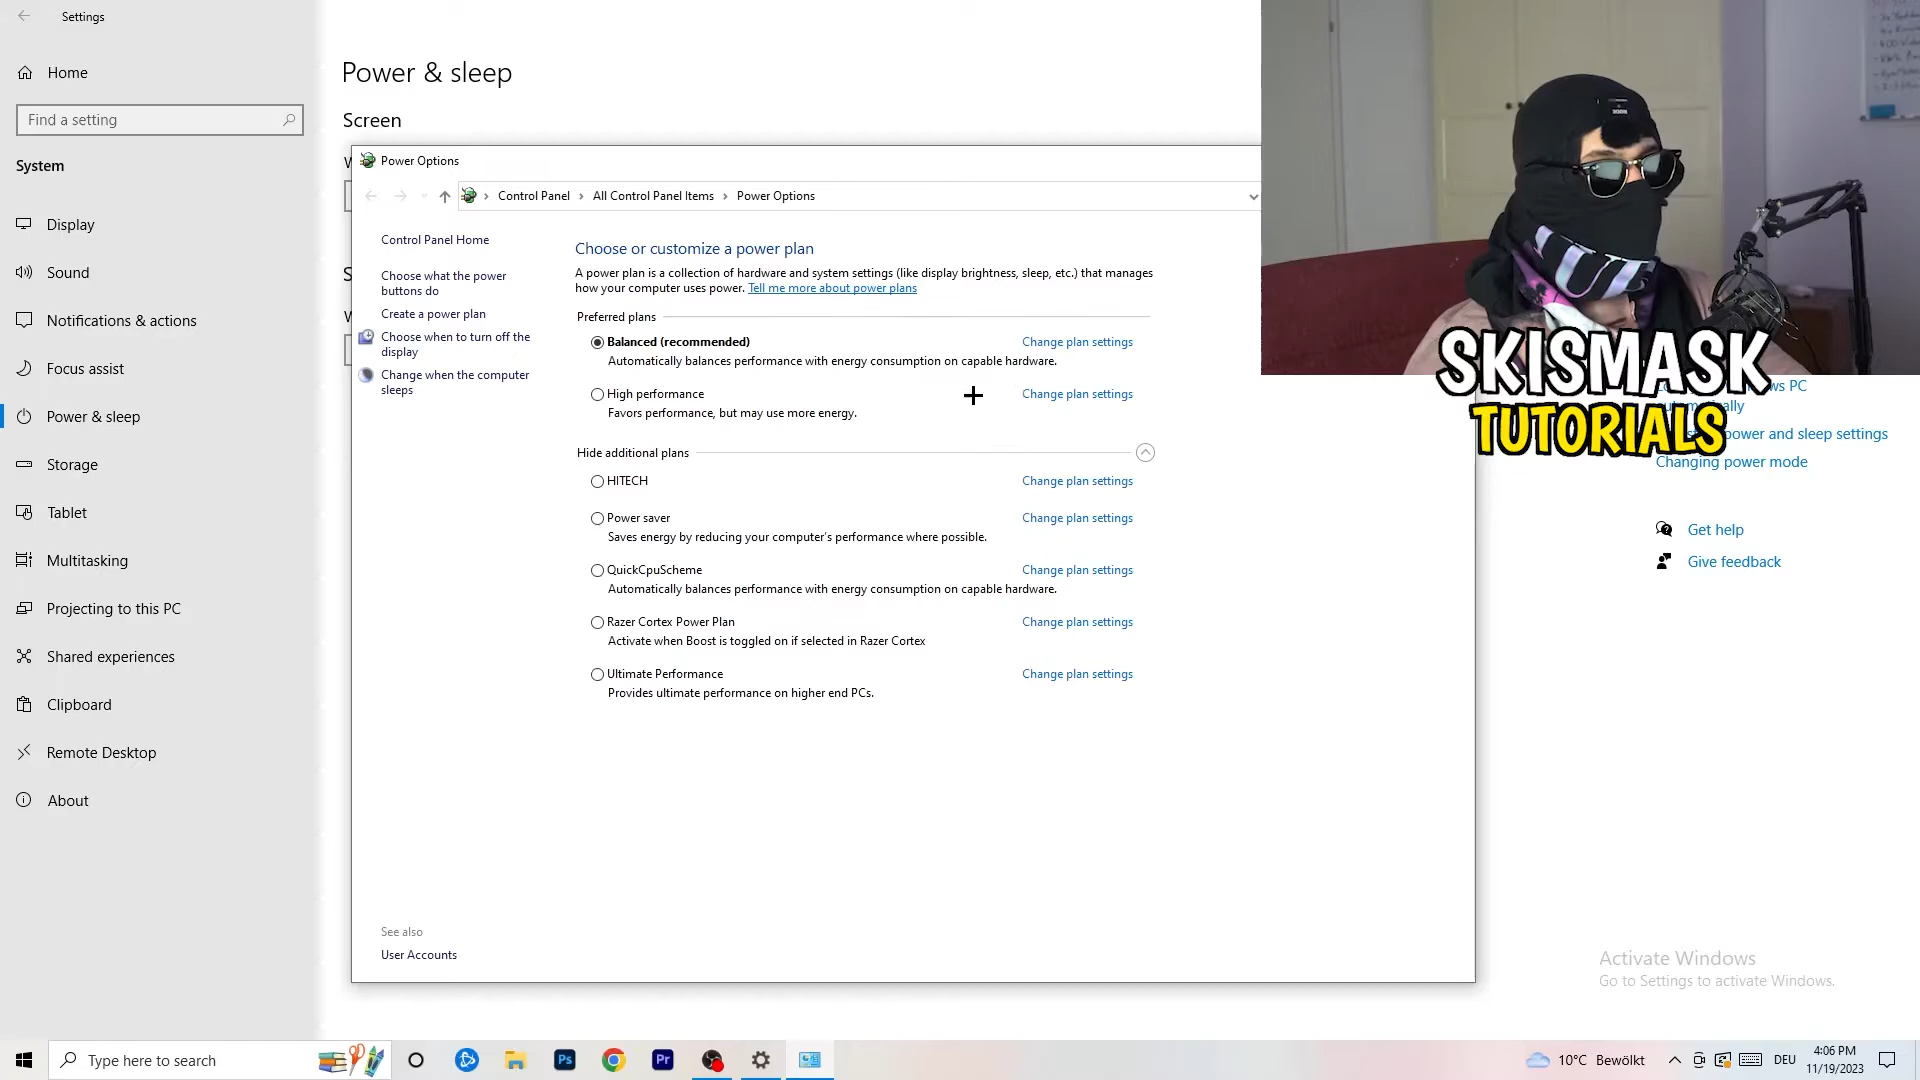 Settings
Home
Find a setting
System
Display
Sound
Notifications & actions
Focus assist
Power & sleep
Storage
Tablet
Multitasking
Projecting to this PC
Shared experiences
Clipboard
Remote Desktop
About
Power & sleep
Screen
Power Options
Control Panel
All Control Panel Items
Power Options
Control Panel Home
Choose what the power
buttons do
Create a power plan
Choose when to turn off the
display
Change when the computer
sleeps
See also
User Accounts
Choose or customize a power plan
A power plan is a collection of hardware and system settings (like display brightness, sleep, etc.) that manages
how your computer uses power. Tell me more about power plans
Preferred plans
Balanced (recommended) Change plan settings
Automatically balances performance with energy consumption on capable hardware.
High performance Change plan settings
Favors performance, but may use more energy.
Hide additional plans
HITECH Change plan settings
Power saver Change plan settings
Saves energy by reducing your computer's performance where possible.
QuickCpuScheme Change plan settings
Automatically balances performance with energy consumption on capable hardware.
Razer Cortex Power Plan Change plan settings
Activate when Boost is toggled on if selected in Razer Cortex
Ultimate Performance Change plan settings
Provides ultimate performance on higher end PCs.
SKISMASK
TUTORIALS
PC
power and sleep settings
Changing power mode
Get help
Give feedback
Activate Windows
Go to Settings to activate Windows.
Type here to search
Ps
Pr
10°C Bewölkt
DEU
4:06 PM
11/19/2023